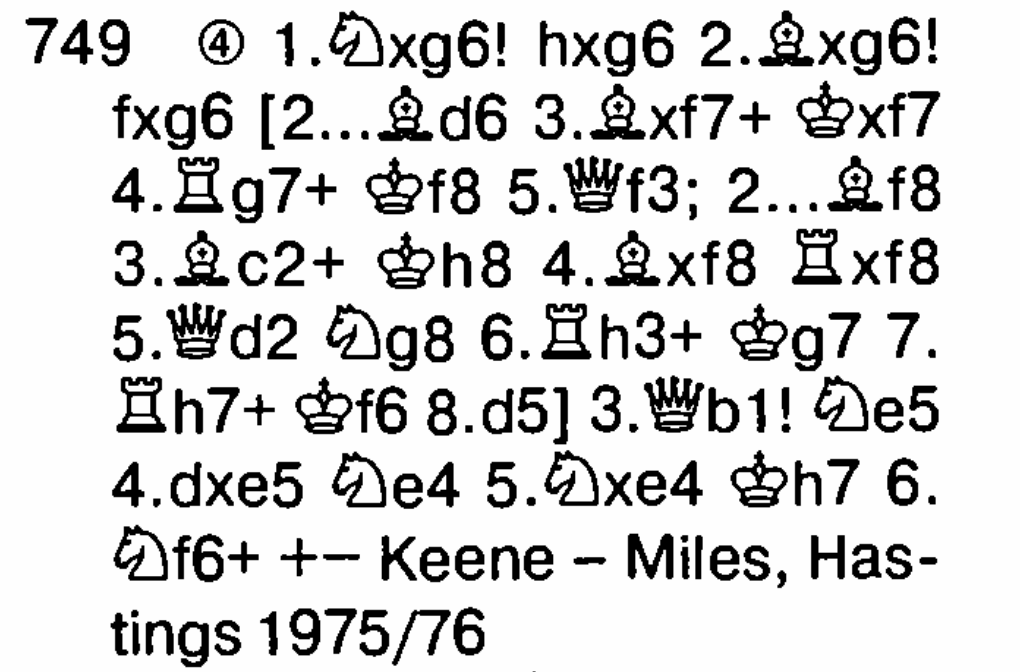 749 ④ 1.♘xg6! hxg6 2.♗xg6!
fxg6 [2...♗d6 3.♗xf7+ ♔xf7
4.♖g7+ ♔f8 5.♕f3; 2...♗f8
3.♗c2+ ♔h8 4.♗xf8 ♖xf8
5.♕d2 ♘g8 6.♖h3+ ♔g7 7.
♖h7+ ♔f6 8.d5] 3.♕b1! ♘e5
4.dxe5 ♘e4 5.♘xe4 ♔h7 6.
♘f6+ +− Keene – Miles, Has-
tings 1975/76